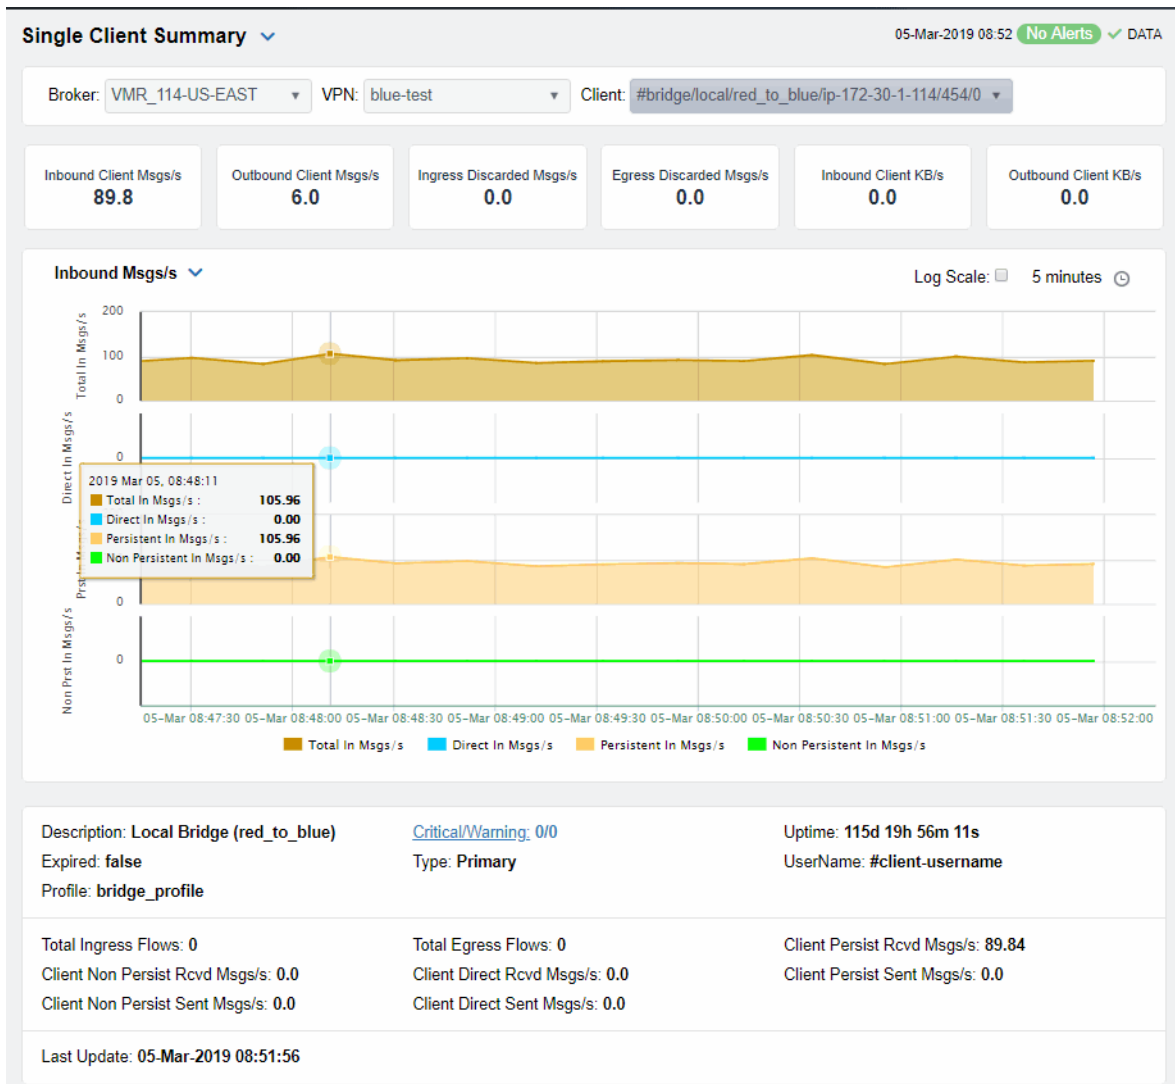 Single Client Summary
05-Mar-2019 08:52 No Alerts DATA
Broker: VMR_114-US-EAST VPN: blue-test Client: #bridge/local/red_to_blue/ip-172-30-1-114/454/0
Inbound Client Msgs/s Outbound Client Msgs/s Ingress Discarded Msgs/s Egress Discarded Msgs/s Inbound Client KB/s Outbound Client KB/s
89.8 6.0 0.0 0.0 0.0 0.0
Inbound Msgs/s
Log Scale: 5 minutes
Total In Msgs/s
200
100
0
Direct In Msgs/s
0
2019 Mar 05, 08:48:11
Total In Msgs/s : 105.96
Direct In Msgs/s : 0.00
Persistent In Msgs/s : 105.96
Non Persistent In Msgs/s : 0.00
0
Non Prst In Msgs/s
0
05-Mar 08:47:30 05-Mar 08:48:00 05-Mar 08:48:30 05-Mar 08:49:00 05-Mar 08:49:30 05-Mar 08:50:00 05-Mar 08:50:30 05-Mar 08:51:00 05-Mar 08:51:30 05-Mar 08:52:00
Total In Msgs/s Direct In Msgs/s Persistent In Msgs/s Non Persistent In Msgs/s
Description: Local Bridge (red_to_blue) Critical/Warning: 0/0 Uptime: 115d 19h 56m 11s
Expired: false Type: Primary UserName: #client-username
Profile: bridge_profile
Total Ingress Flows: 0 Total Egress Flows: 0 Client Persist Rcvd Msgs/s: 89.84
Client Non Persist Rcvd Msgs/s: 0.0 Client Direct Rcvd Msgs/s: 0.0 Client Persist Sent Msgs/s: 0.0
Client Non Persist Sent Msgs/s: 0.0 Client Direct Sent Msgs/s: 0.0
Last Update: 05-Mar-2019 08:51:56